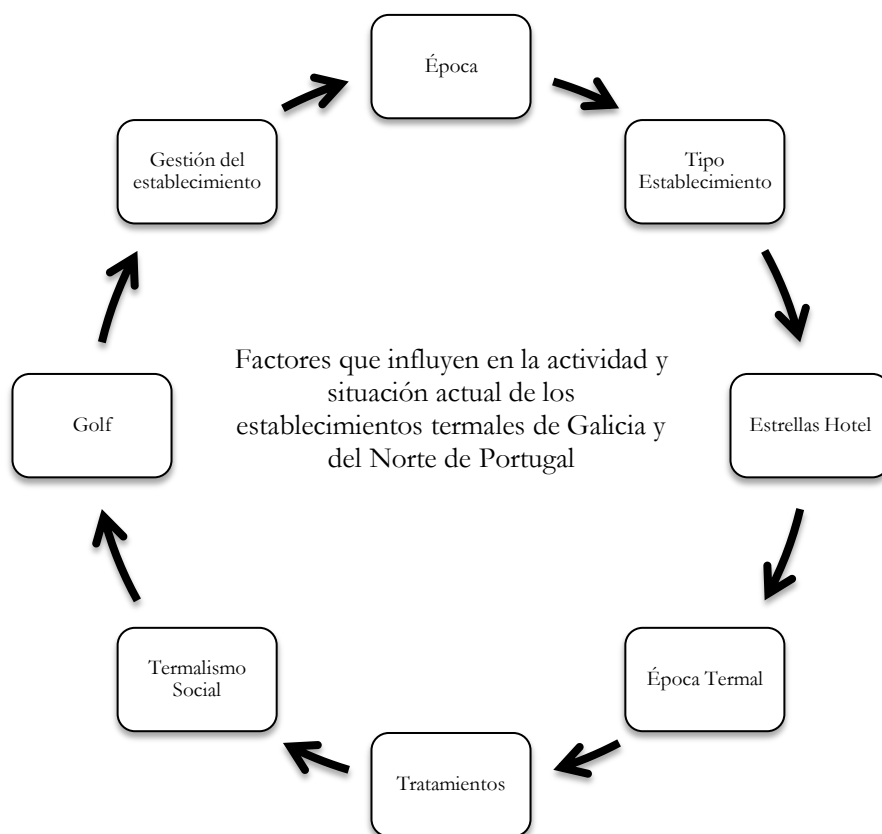 Época
Tipo
Establecimiento
Estrellas Hotel
Época Termal
Tratamientos
Termalismo
Social
Golf
Gestión del
establecimiento
Factores que influyen en la actividad y
situación actual de los
establecimientos termales de Galicia y
del Norte de Portugal